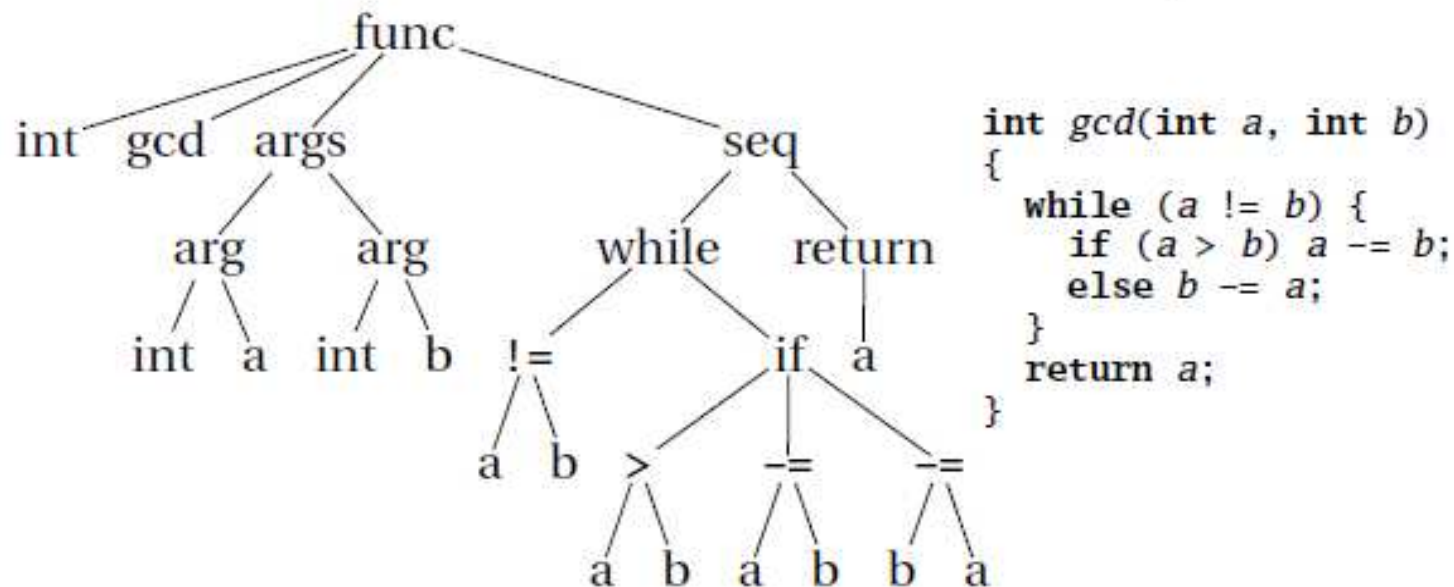 func
int gcd args seq
arg arg while return
int a int b != if a
a b > -= -=
a b a b b a
int gcd(int a, int b)
{
while (a != b) {
if (a > b) a -= b;
else b -= a;
}
return a;
}